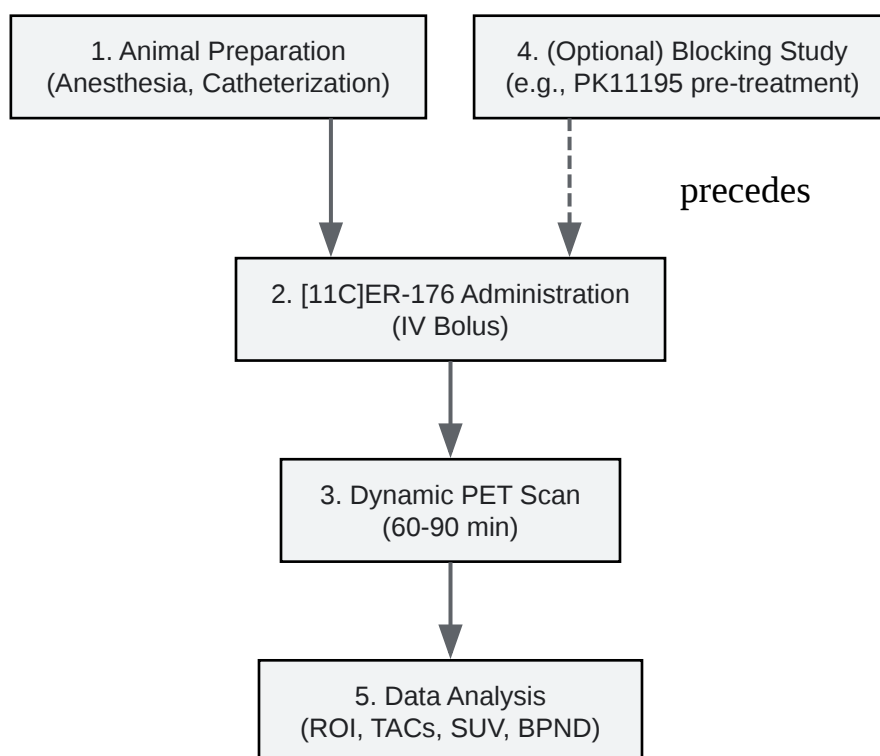 1. Animal Preparation
(Anesthesia, Catheterization)
4. (Optional) Blocking Study
(e.g., PK11195 pre-treatment)
precedes
2. [11C]ER-176 Administration
(IV Bolus)
3. Dynamic PET Scan
(60-90 min)
5. Data Analysis
(ROI, TACs, SUV, BPND)